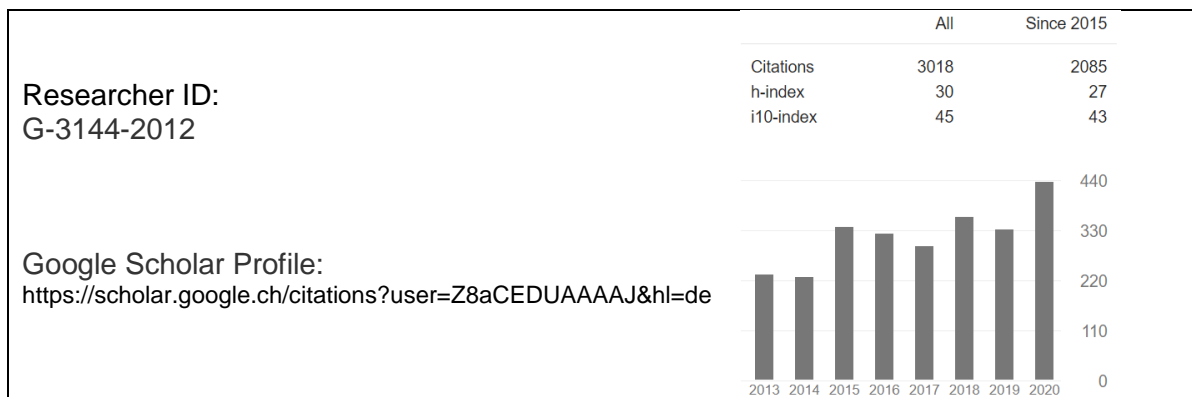 Researcher ID:
G-3144-2012
Google Scholar Profile:
https://scholar.google.ch/citations?user=Z8aCEDUAAAAJ&hl=de
All Since 2015
Citations 3018 2085
h-index 30 27
i10-index 45 43
440
330
220
110
0
2013 2014 2015 2016 2017 2018 2019 2020